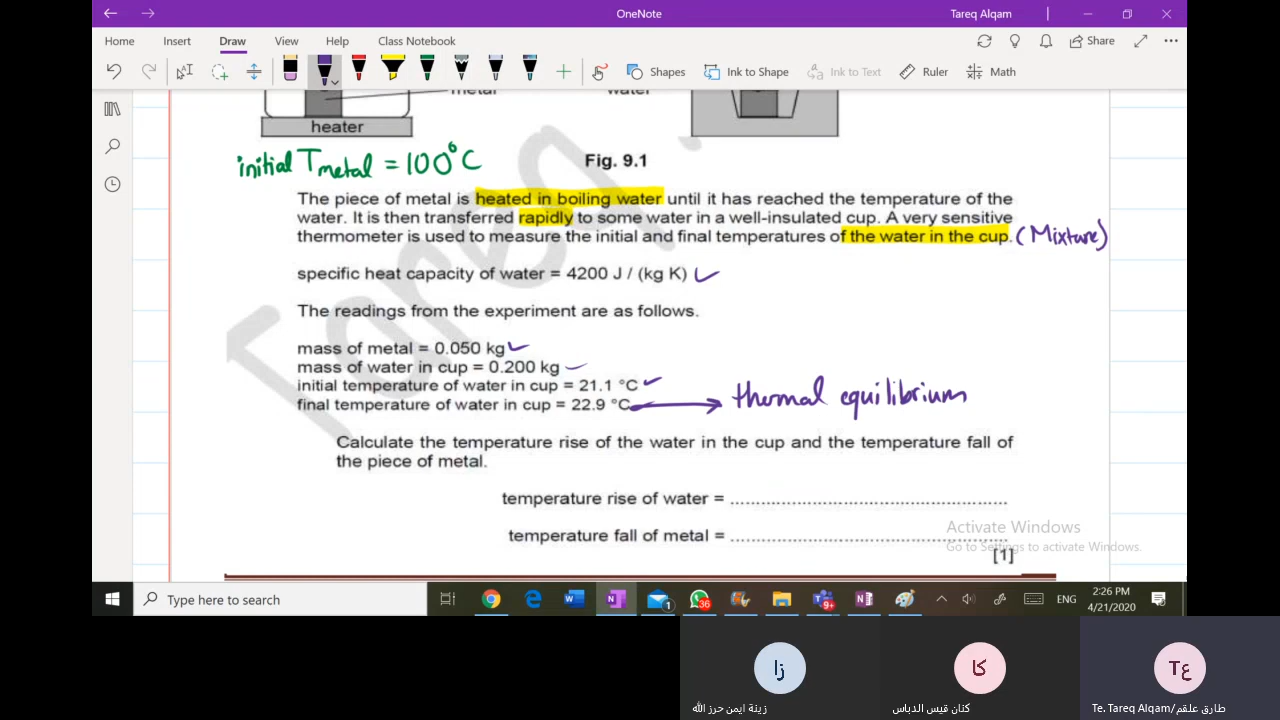 OneNote
Tareq Alqam
Home Insert Draw View Help Class Notebook
Share
Shapes Ink to Shape Ink to Text Ruler Math
metal water
heater
initial Tmetal = 100°C
Fig. 9.1
The piece of metal is heated in boiling water until it has reached the temperature of the
water. It is then transferred rapidly to some water in a well-insulated cup. A very sensitive
thermometer is used to measure the initial and final temperatures of the water in the cup. (Mixture)
specific heat capacity of water = 4200 J / (kg K)
The readings from the experiment are as follows.
mass of metal = 0.050 kg
mass of water in cup = 0.200 kg
initial temperature of water in cup = 21.1 °C
final temperature of water in cup = 22.9 °C → thermal equilibrium
Calculate the temperature rise of the water in the cup and the temperature fall of
the piece of metal.
temperature rise of water = ..................................................
temperature fall of metal = ..................................................
[1]
Activate Windows
Go to Settings to activate Windows.
Tareq.
Type here to search
1
36
9+
ENG
2:26 PM
4/21/2020
زا
كا
Tع
زينة ايمن حرز الله
كنان قيس الدباس
Te. Tareq Alqam/طارق علقم